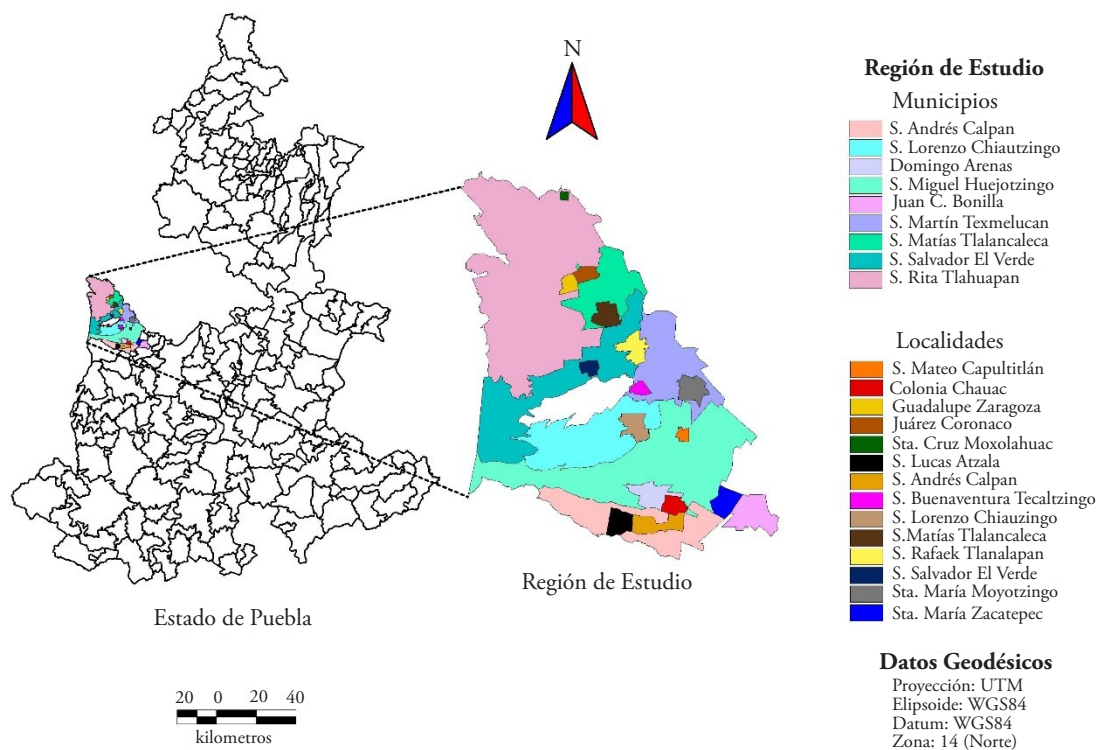 N
Estado de Puebla
Región de Estudio
20 0 20 40
kilometros
Región de Estudio
Municipios
S. Andrés Calpan
S. Lorenzo Chiautzingo
Domingo Arenas
S. Miguel Huejotzingo
Juan C. Bonilla
S. Martín Texmelucan
S. Matías Tlalancaleca
S. Salvador El Verde
S. Rita Tlahuapan
Localidades
S. Mateo Capultitlán
Colonia Chauac
Guadalupe Zaragoza
Juárez Coronaco
Sta. Cruz Moxolahuac
S. Lucas Atzala
S. Andrés Calpan
S. Buenaventura Tecaltzingo
S. Lorenzo Chiauzingo
S.Matías Tlalancaleca
S. Rafaek Tlanalapan
S. Salvador El Verde
Sta. María Moyotzingo
Sta. María Zacatepec
Datos Geodésicos
Proyección: UTM
Elipsoide: WGS84
Datum: WGS84
Zona: 14 (Norte)